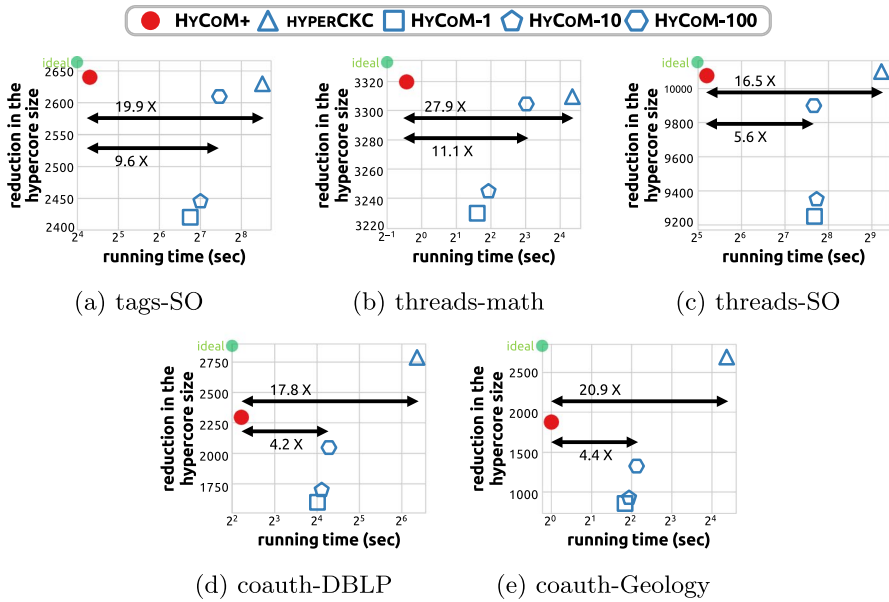 HYCOM+ HYPERCKC HYCOM-1 HYCOM-10 HYCOM-100
ideal
reduction in the
hypercore size
2650
2600
2550
2500
2450
2400
19.9 X
9.6 X
2^4 2^5 2^6 2^7 2^8
running time (sec)
(a) tags-SO
ideal
reduction in the
hypercore size
3320
3300
3280
3260
3240
3220
27.9 X
11.1 X
2^-1 2^0 2^1 2^2 2^3 2^4
running time (sec)
(b) threads-math
ideal
reduction in the
hypercore size
10000
9800
9600
9400
9200
16.5 X
5.6 X
2^5 2^6 2^7 2^8 2^9
running time (sec)
(c) threads-SO
ideal
reduction in the
hypercore size
2750
2500
2250
2000
1750
17.8 X
4.2 X
2^2 2^4 2^5 2^6
running time (sec)
(d) coauth-DBLP
ideal
reduction in the
hypercore size
2500
2000
1500
1000
20.9 X
4.4 X
2^0 2^1 2^2 2^3 2^4
running time (sec)
(e) coauth-Geology